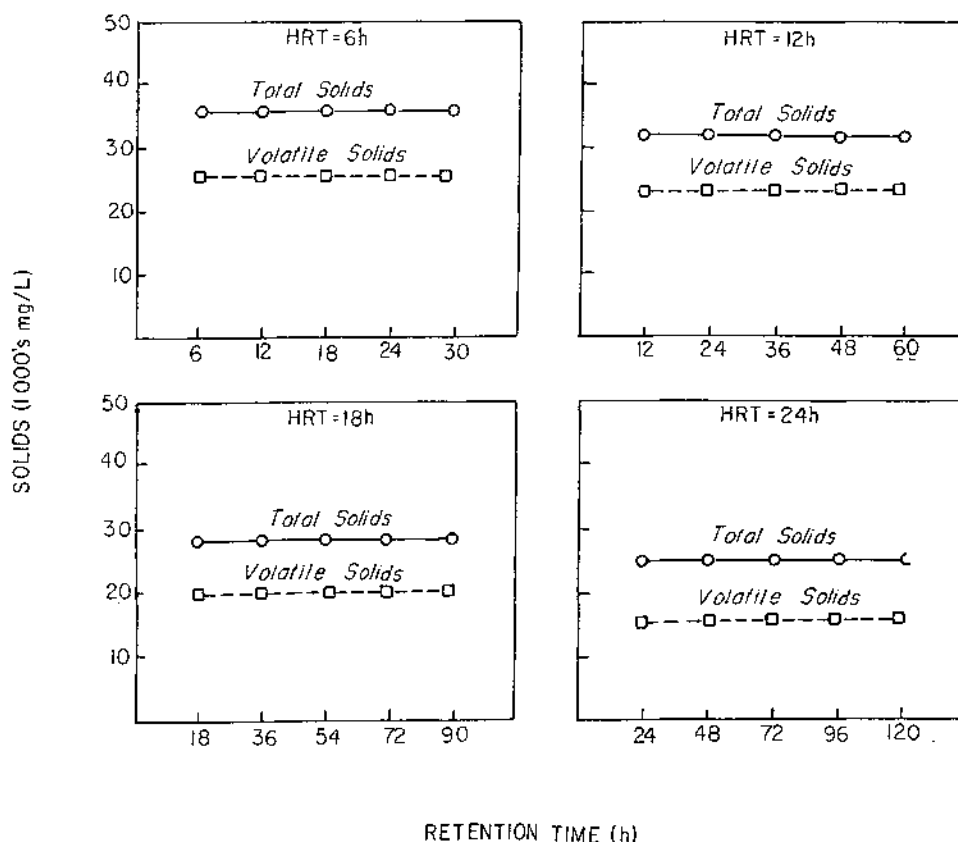 50
HRT=6h
40
Total Solids
30
Volatile Solids
20
10
6 12 18 24 30
HRT=12h
Total Solids
Volatile Solids
12 24 36 48 60
SOLIDS (1000's mg/L)
50
HRT=18h
40
30
Total Solids
Volatile Solids
20
10
18 36 54 72 90
HRT=24h
Total Solids
Volatile Solids
24 48 72 96 120
RETENTION TIME (h)